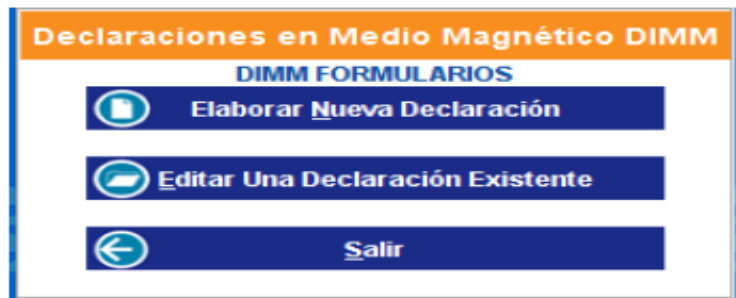 Declaraciones en Medio Magnético DIMM
DIMM FORMULARIOS
Elaborar Nueva Declaración
Editar Una Declaración Existente
Salir